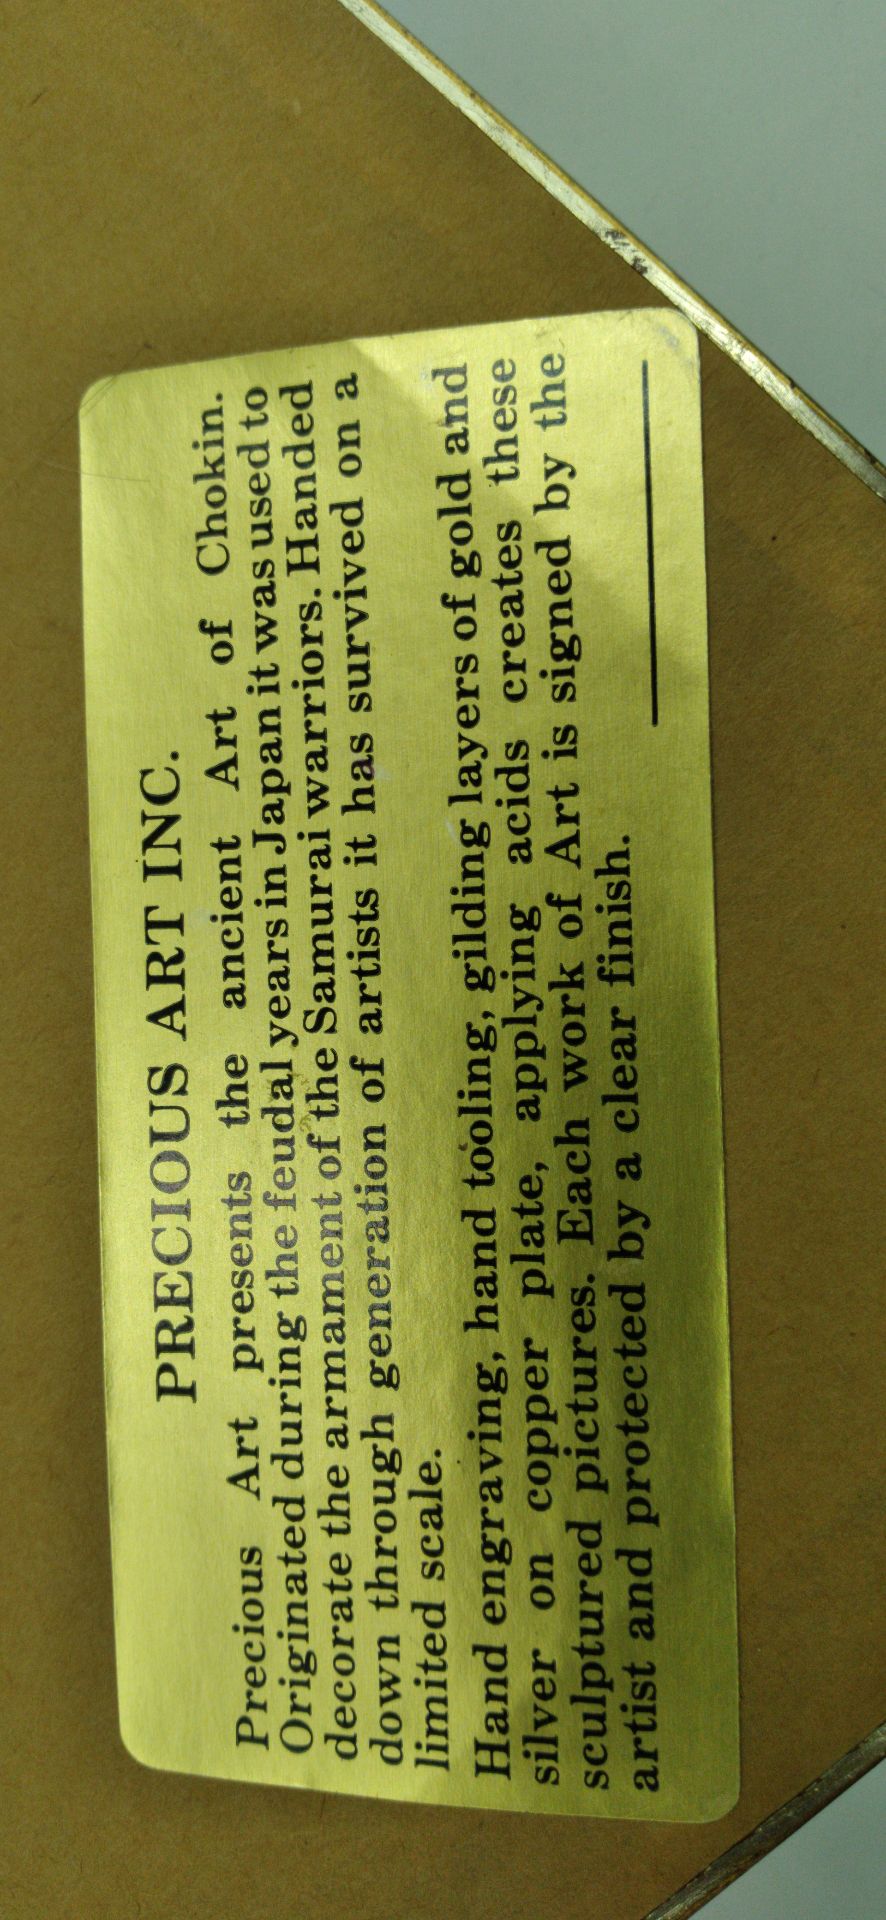 PRECIOUS ART INC.
Precious Art presents the ancient Art of Chokin.
Originated during the feudal years in Japan it was used to
decorate the armament of the Samurai warriors. Handed
down through generation of artists it has survived on a
limited scale.
Hand engraving, hand tooling, gilding layers of gold and
silver on copper plate, applying acids creates these
sculptured pictures. Each work of Art is signed by the
artist and protected by a clear finish.